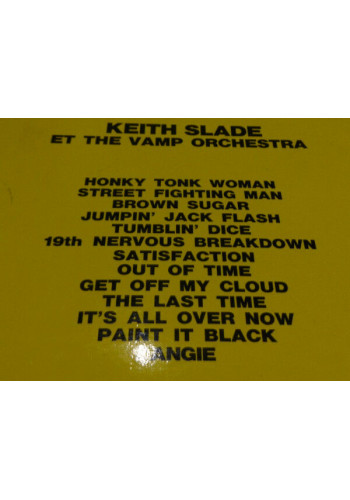 KEITH SLADE
ET THE VAMP ORCHESTRA
HONKY TONK WOMAN
STREET FIGHTING MAN
BROWN SUGAR
JUMPIN' JACK FLASH
TUMBLIN' DICE
19th NERVOUS BREAKDOWN
SATISFACTION
OUT OF TIME
GET OFF MY CLOUD
THE LAST TIME
IT'S ALL OVER NOW
PAINT IT BLACK
ANGIE